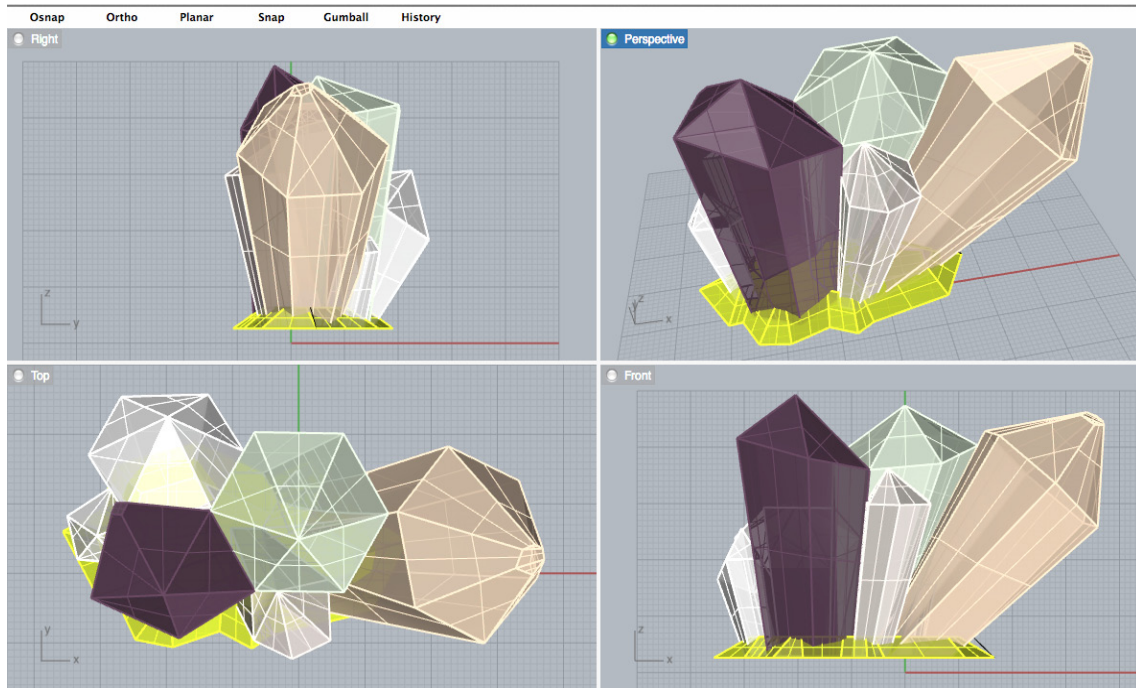 Osnap Ortho Planar Snap Gumball History
Right
Perspective
z
y
z
y
x
Top
Front
y
x
z
x